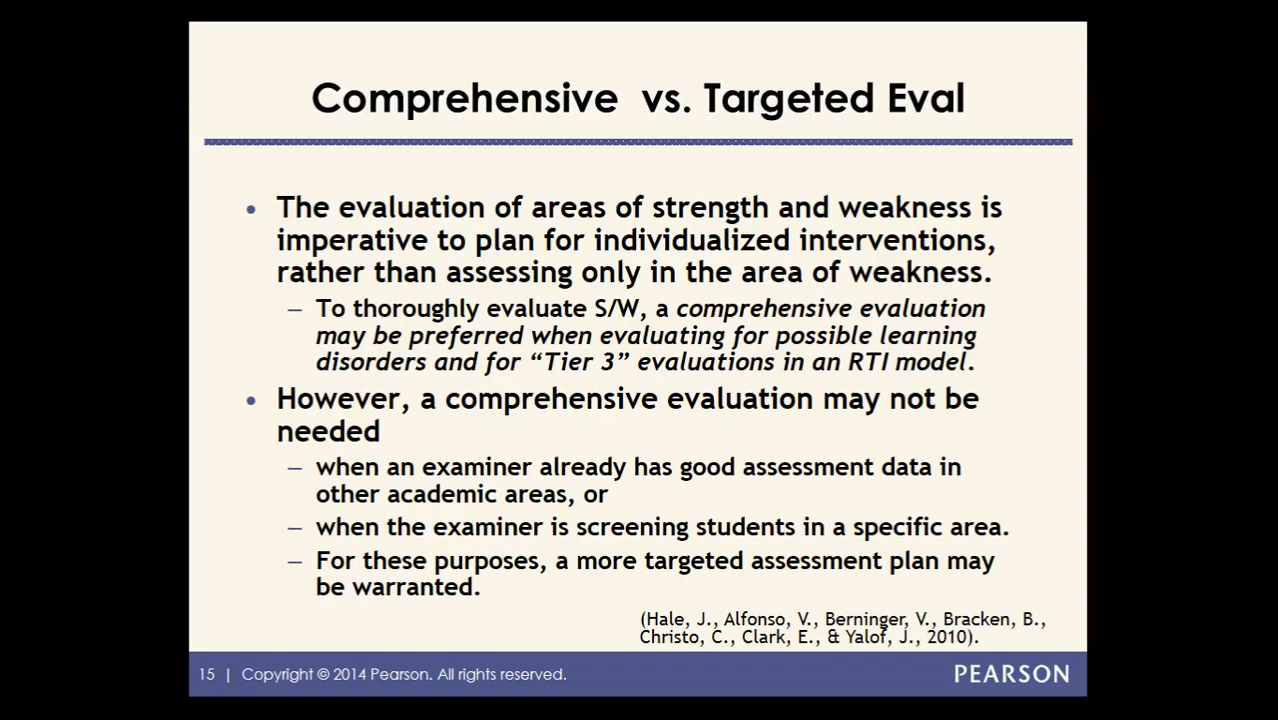 Comprehensive vs. Targeted Eval
• The evaluation of areas of strength and weakness is
imperative to plan for individualized interventions,
rather than assessing only in the area of weakness.
– To thoroughly evaluate S/W, a comprehensive evaluation
may be preferred when evaluating for possible learning
disorders and for “Tier 3” evaluations in an RTI model.
• However, a comprehensive evaluation may not be
needed
– when an examiner already has good assessment data in
other academic areas, or
– when the examiner is screening students in a specific area.
– For these purposes, a more targeted assessment plan may
be warranted.
(Hale, J., Alfonso, V., Berninger, V., Bracken, B.,
Christo, C., Clark, E., & Yalof, J., 2010).
15 | Copyright © 2014 Pearson. All rights reserved.
PEARSON